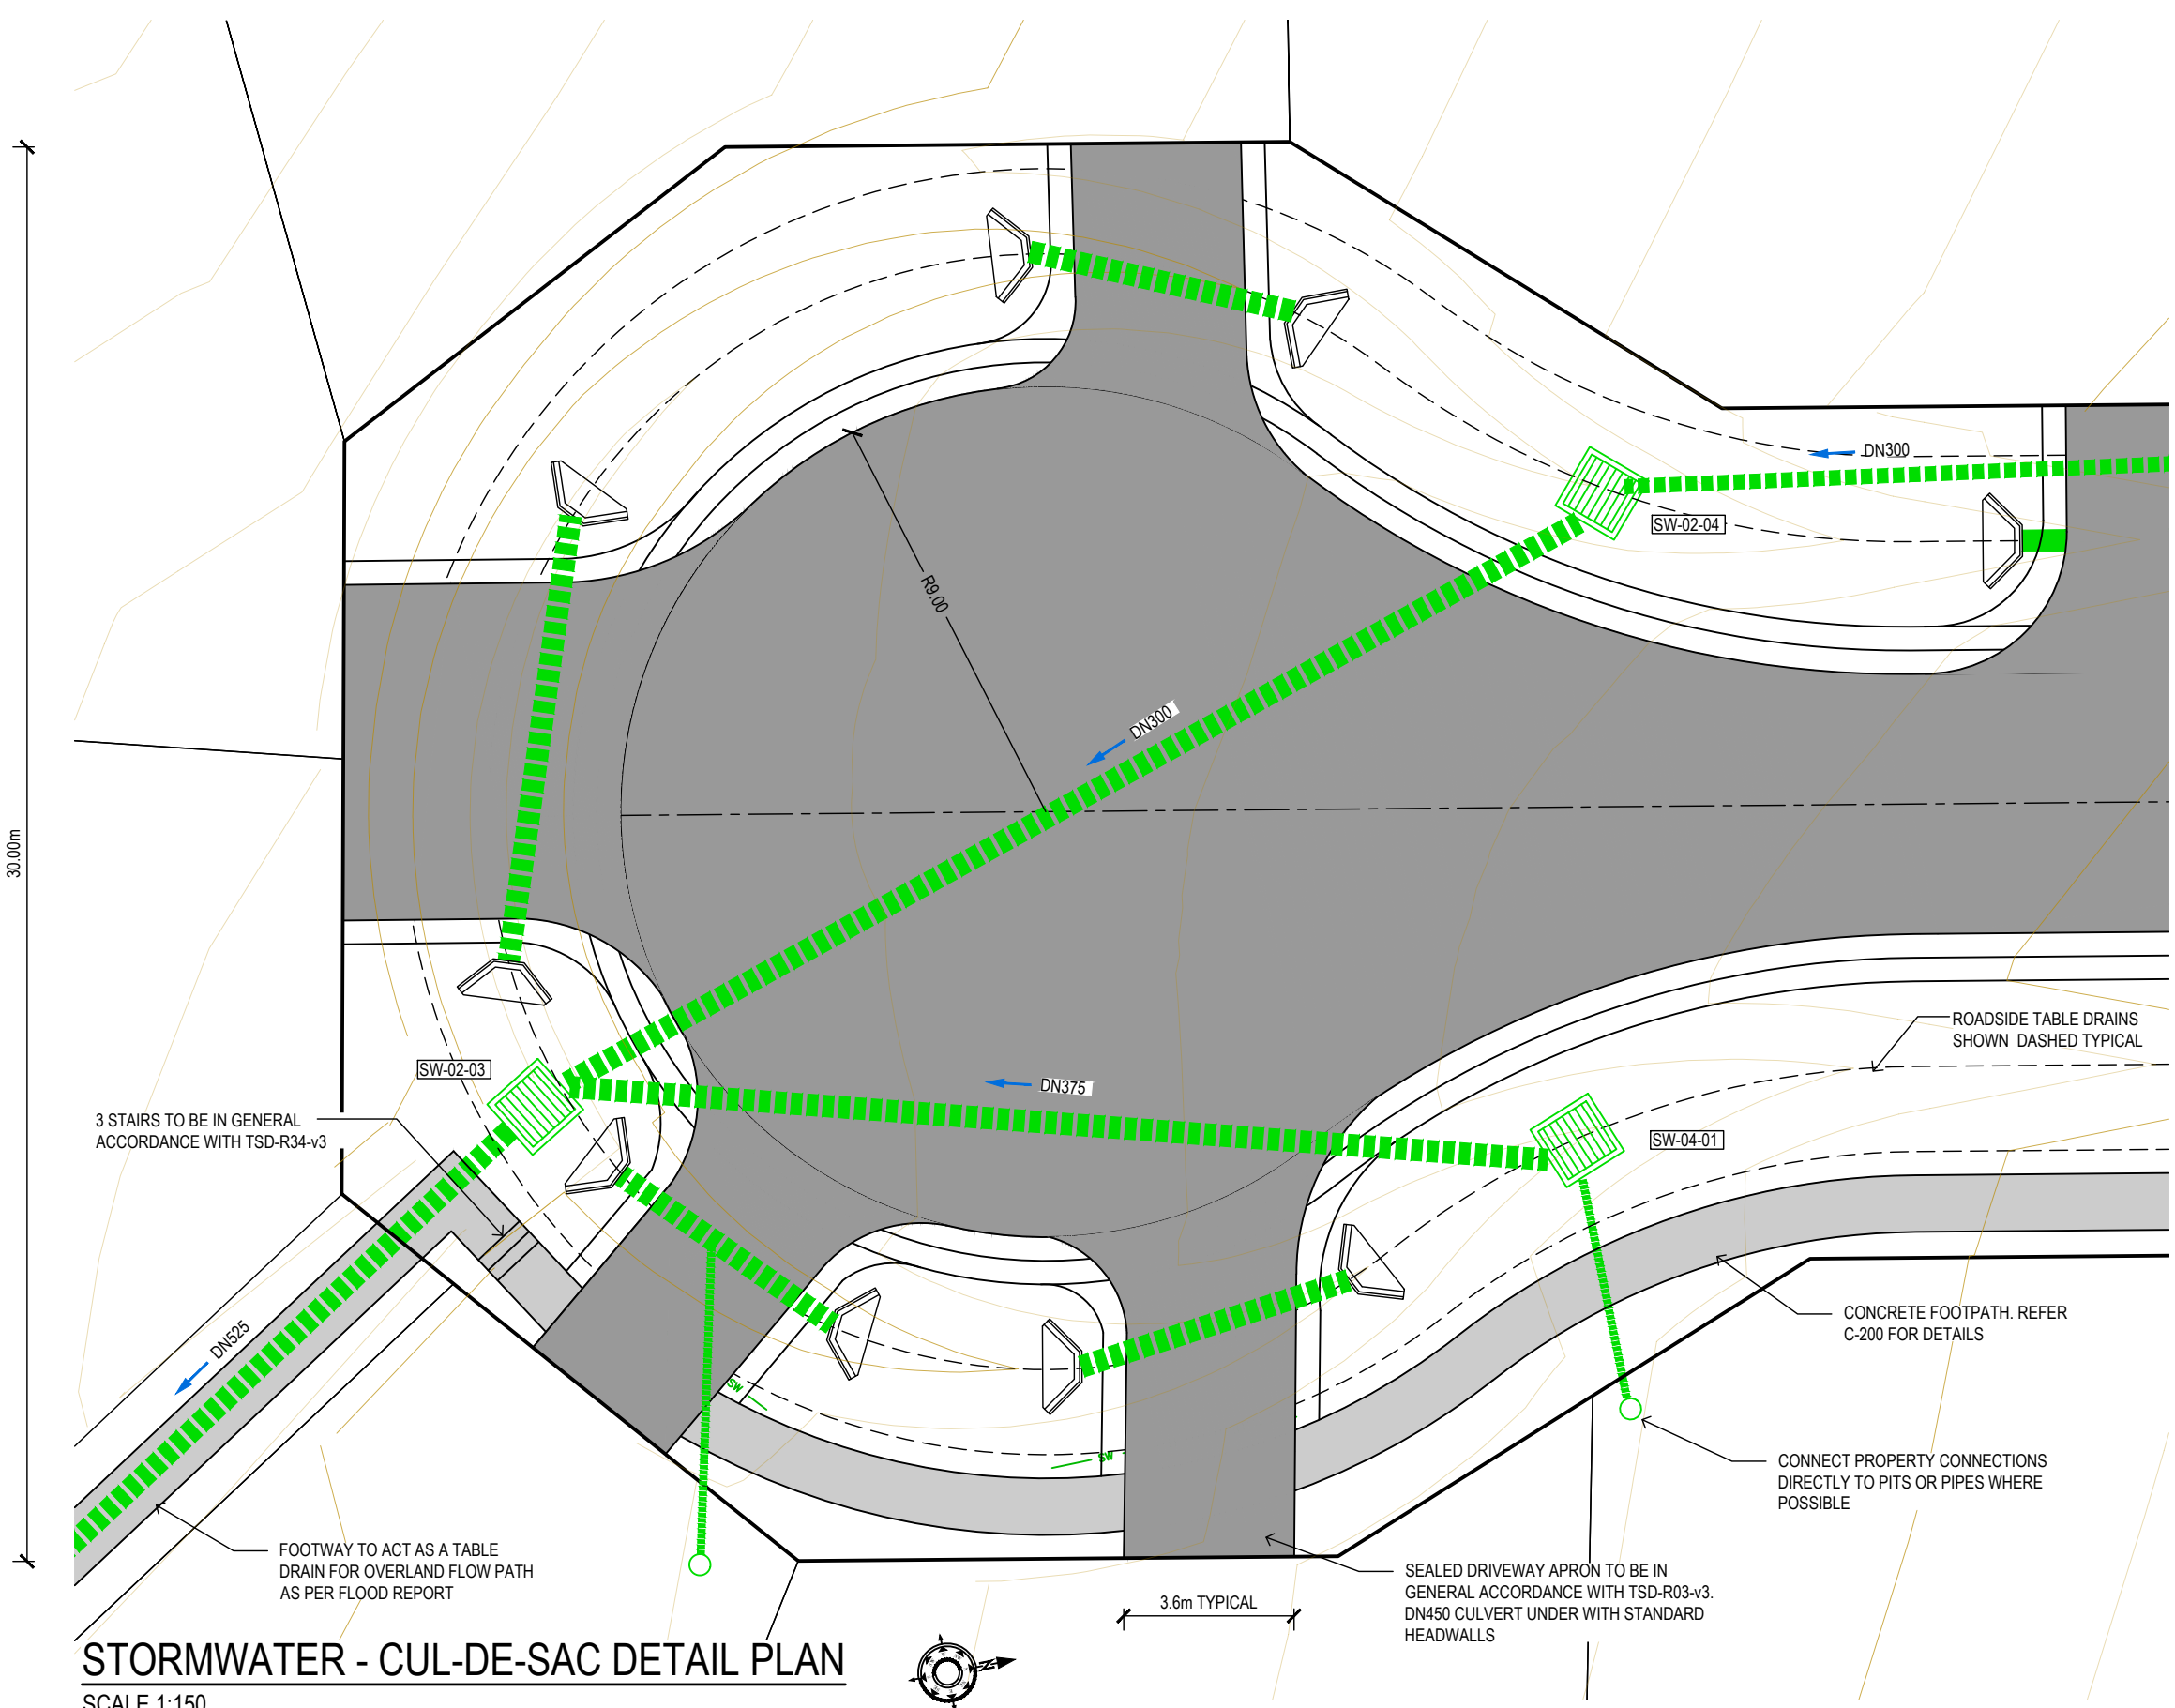 DN300
SW-02-04
R9.00
DN300
30.00m
ROADSIDE TABLE DRAINS
SHOWN DASHED TYPICAL
SW-02-03
DN375
3 STAIRS TO BE IN GENERAL
ACCORDANCE WITH TSD-R34-v3
SW-04-01
CONCRETE FOOTPATH. REFER
C-200 FOR DETAILS
DN525
SW
SW
CONNECT PROPERTY CONNECTIONS
DIRECTLY TO PITS OR PIPES WHERE
POSSIBLE
FOOTWAY TO ACT AS A TABLE
DRAIN FOR OVERLAND FLOW PATH
AS PER FLOOD REPORT
SEALED DRIVEWAY APRON TO BE IN
GENERAL ACCORDANCE WITH TSD-R03-v3.
DN450 CULVERT UNDER WITH STANDARD
HEADWALLS
3.6m TYPICAL
STORMWATER - CUL-DE-SAC DETAIL PLAN
SCALE 1:150
N